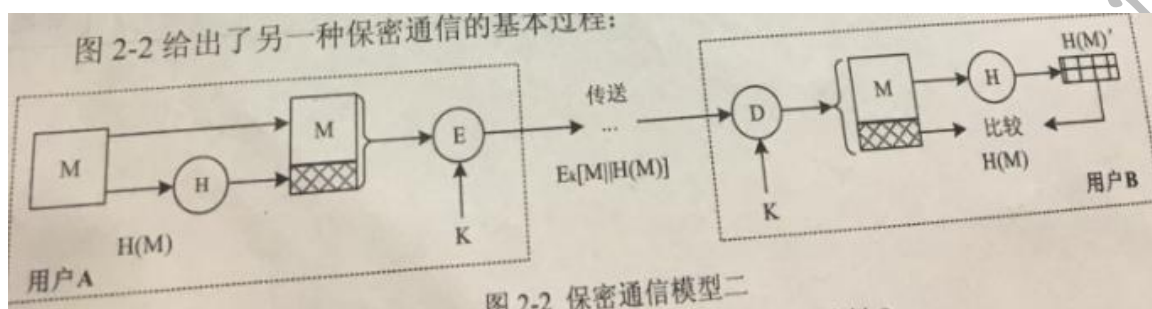 图 2-2 给出了另一种保密通信的基本过程：
M
H
H(M)
M
E
K
用户A
传送
...
Ek[M||H(M)]
D
K
M
H
H(M)'
比较
H(M)
用户B
图 2-2 保密通信模型二